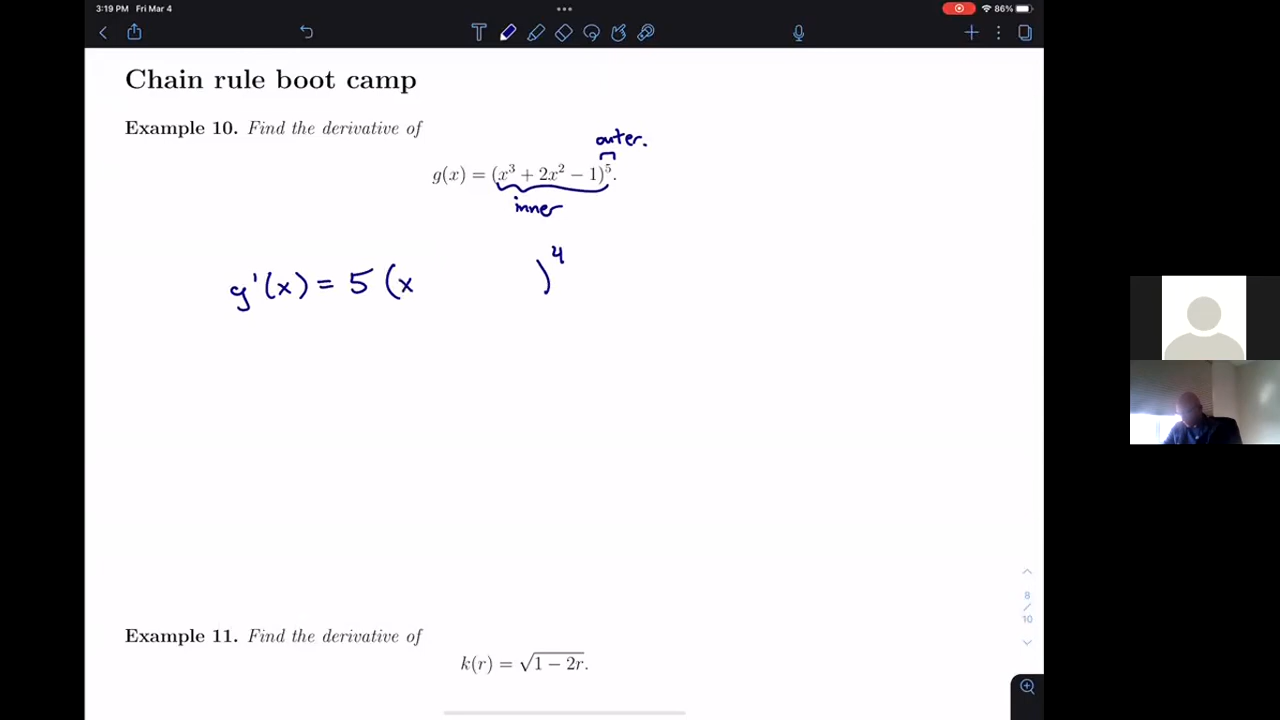 3:19 PM Fri Mar 4
86%
Chain rule boot camp
Example 10. Find the derivative of
outer.
g(x) = (x³ + 2x² − 1)⁵.
inner
g'(x) = 5 (x )⁴
8
/
10
Example 11. Find the derivative of
k(r) = √(1 − 2r).